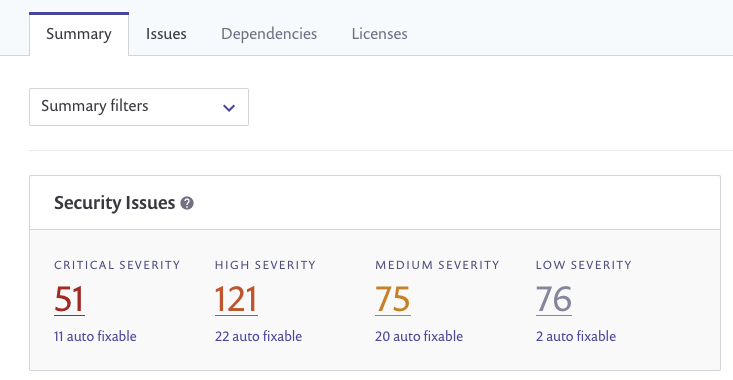 Summary Issues Dependencies Licenses
Summary filters
Security Issues ?
CRITICAL SEVERITY HIGH SEVERITY MEDIUM SEVERITY LOW SEVERITY
51 121 75 76
11 auto fixable 22 auto fixable 20 auto fixable 2 auto fixable